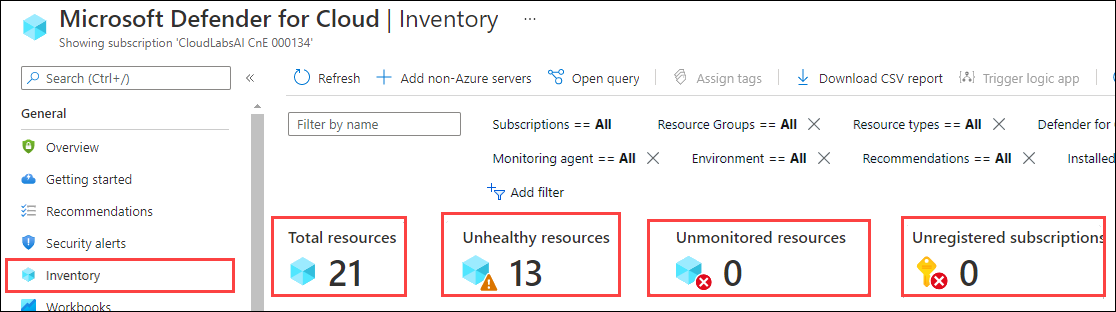 Microsoft Defender for Cloud | Inventory ...
Showing subscription 'CloudLabsAI CnE 000134'
Search (Ctrl+/) «
Refresh Add non-Azure servers Open query Assign tags Download CSV report Trigger logic app
General
Filter by name Subscriptions == All Resource Groups == All Resource types == All Defender for
Overview
Monitoring agent == All Environment == All Recommendations == All Installed
Getting started
Add filter
Recommendations
Security alerts
Total resources Unhealthy resources Unmonitored resources Unregistered subscriptions
Inventory
21 13 0 0
Workbooks